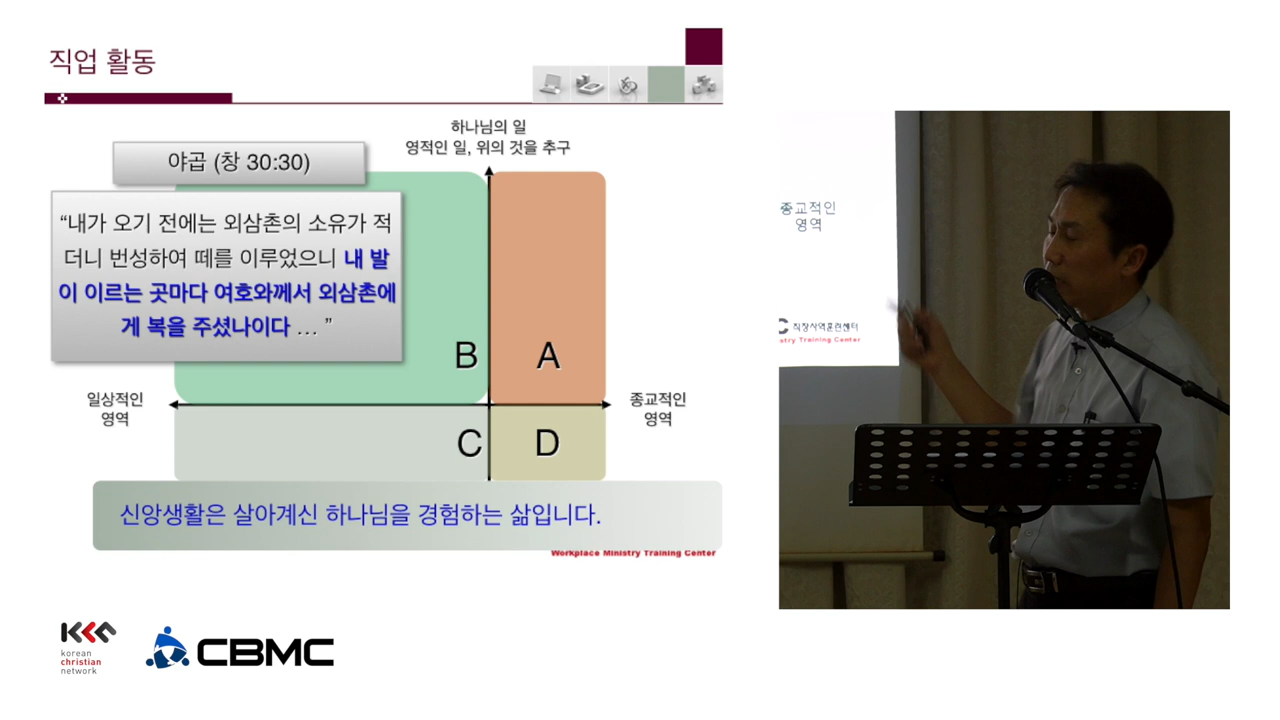 직업 활동
하나님의 일
영적인 일, 위의 것을 추구
야곱 (창 30:30)
“내가 오기 전에는 외삼촌의 소유가 적
더니 번성하여 떼를 이루었으니 내 발
이 이르는 곳마다 여호와께서 외삼촌에
게 복을 주셨나이다 … ”
B
A
일상적인
영역
종교적인
영역
C
D
신앙생활은 살아계신 하나님을 경험하는 삶입니다.
Workplace Ministry Training Center
종교적인
영역
C 직장사역훈련센터
stry Training Center
kcn
korean
christian
network
CBMC